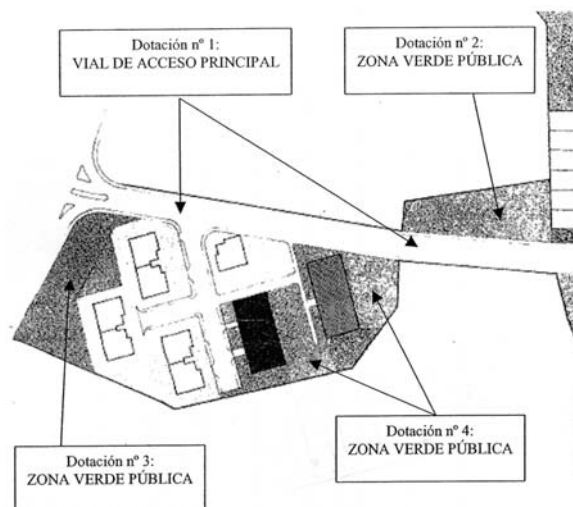 Dotación nº 1:
VIAL DE ACCESO PRINCIPAL
Dotación nº 2:
ZONA VERDE PÚBLICA
Dotación nº 3:
ZONA VERDE PÚBLICA
Dotación nº 4:
ZONA VERDE PÚBLICA